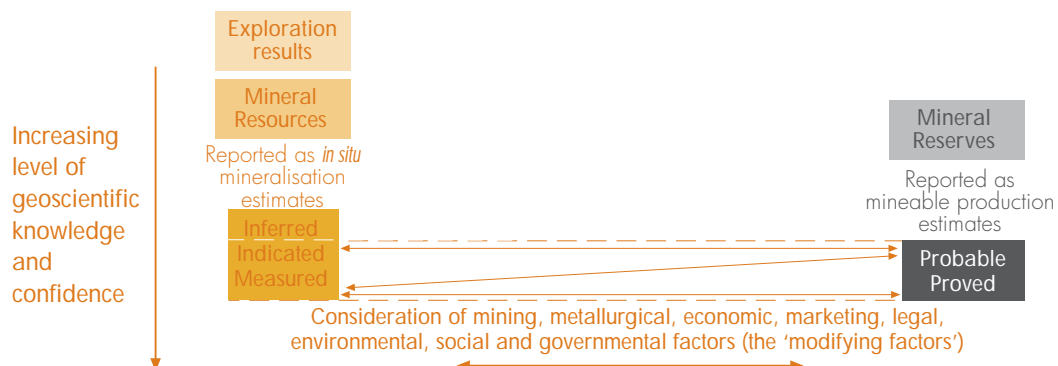 Exploration
results
Mineral
Resources
Reported as in situ
mineralisation
estimates
Inferred
Indicated
Measured
Increasing
level of
geoscientific
knowledge
and
confidence
Mineral
Reserves
Reported as
mineable production
estimates
Probable
Proved
Consideration of mining, metallurgical, economic, marketing, legal,
environmental, social and governmental factors (the ‘modifying factors’)